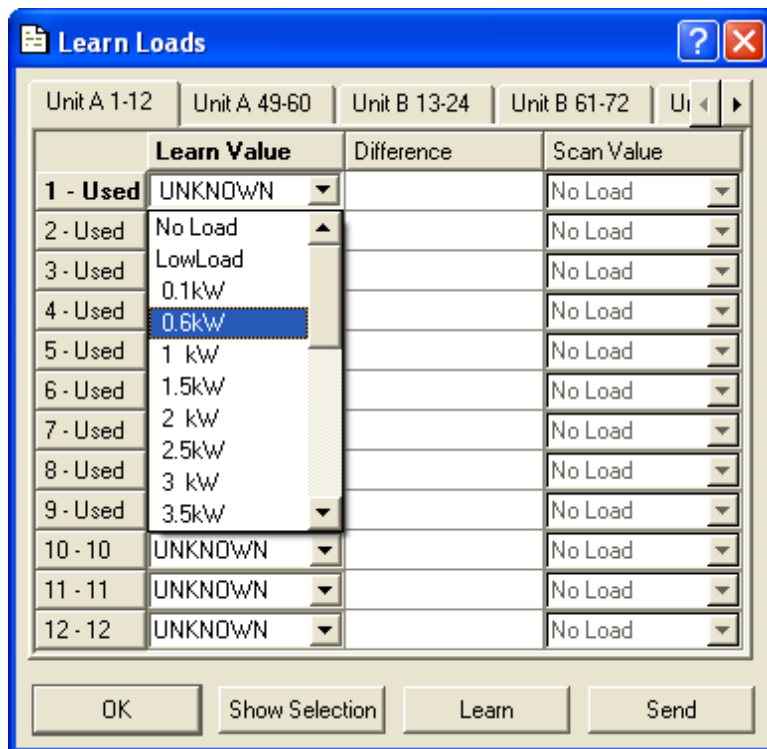 Learn Loads
Unit A 1-12 Unit A 49-60 Unit B 13-24 Unit B 61-72
Learn Value Difference Scan Value
1 - Used UNKNOWN No Load
2 - Used No Load No Load
LowLoad
3 - Used No Load
0.1kW
4 - Used 0.6kW No Load
5 - Used 1 kW No Load
6 - Used 1.5kW No Load
7 - Used 2 kW No Load
2.5kW
8 - Used 3 kW No Load
9 - Used 3.5kW No Load
10 - 10 UNKNOWN No Load
11 - 11 UNKNOWN No Load
12 - 12 UNKNOWN No Load
OK Show Selection Learn Send